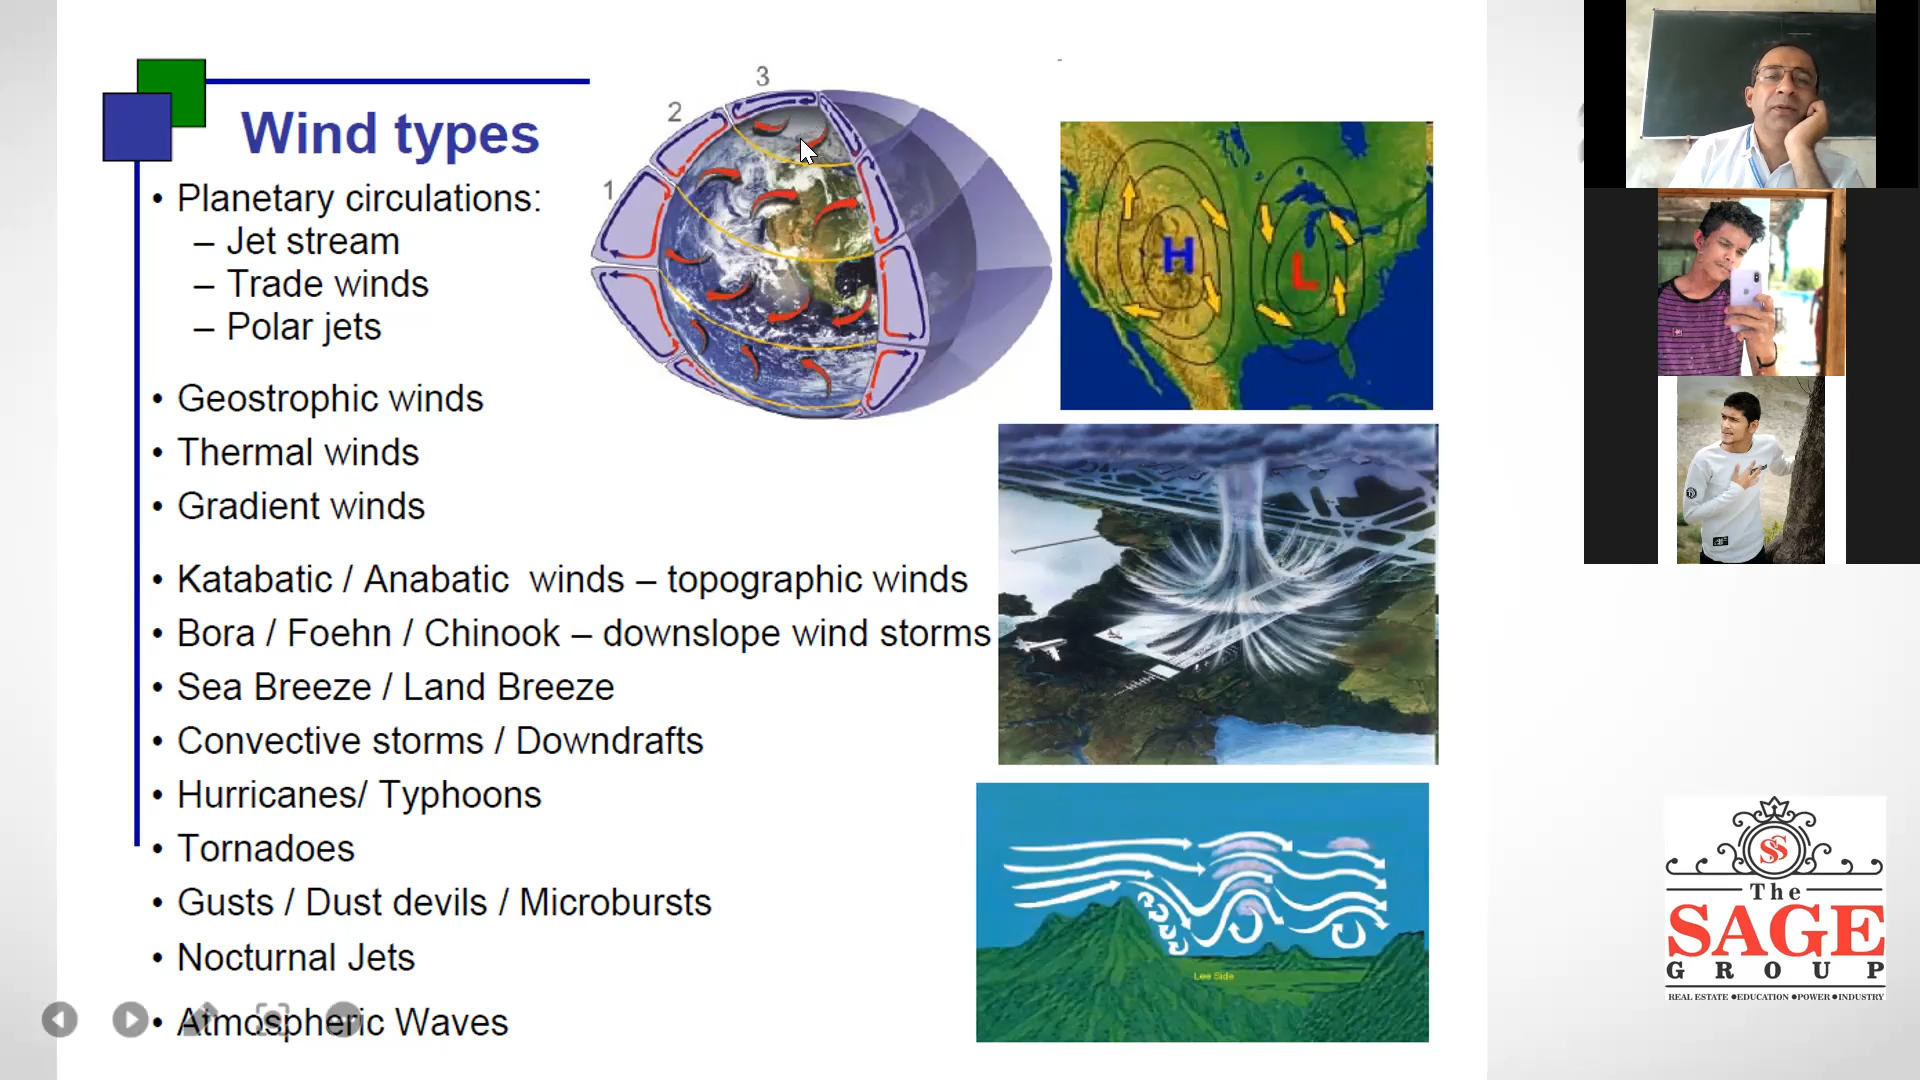 Wind types
• Planetary circulations:
– Jet stream
– Trade winds
– Polar jets
• Geostrophic winds
• Thermal winds
• Gradient winds
• Katabatic / Anabatic winds – topographic winds
• Bora / Foehn / Chinook – downslope wind storms
• Sea Breeze / Land Breeze
• Convective storms / Downdrafts
• Hurricanes/ Typhoons
• Tornadoes
• Gusts / Dust devils / Microbursts
• Nocturnal Jets
• Atmospheric Waves
3
2
1
H
L
Lee Side
SS
The
SAGE
GROUP
REAL ESTATE ●EDUCATION ●POWER ●INDUSTRY